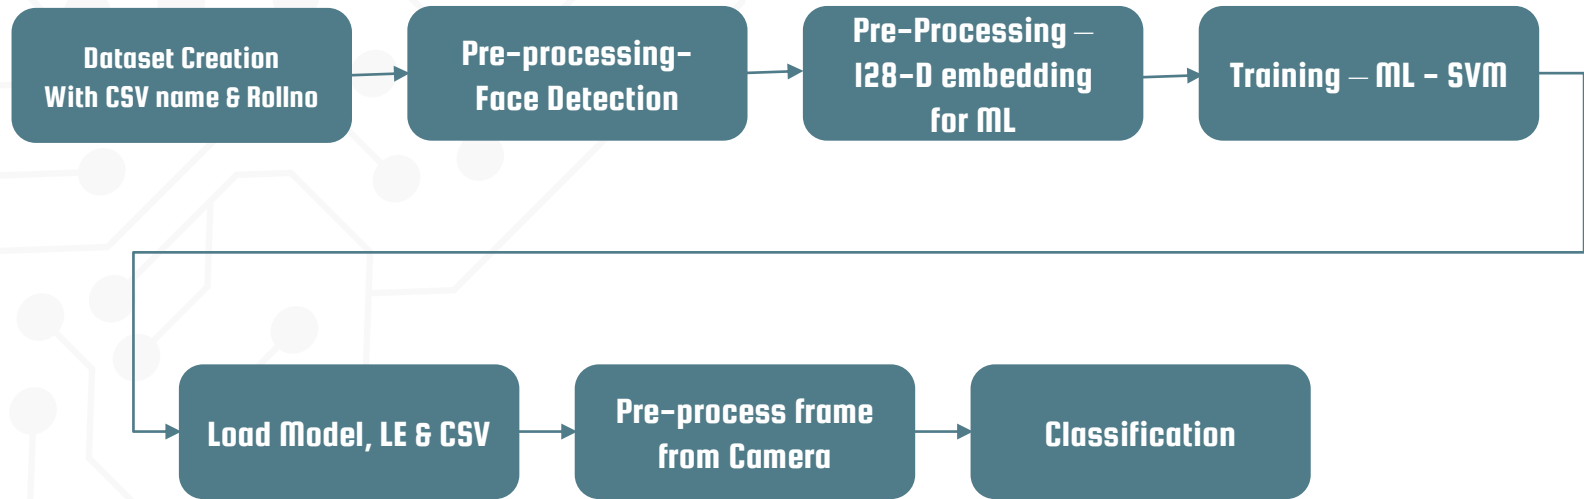 Dataset Creation
With CSV name & Rollno
Pre-processing-
Face Detection
Pre-Processing –
128-D embedding
for ML
Training – ML - SVM
Load Model, LE & CSV
Pre-process frame
from Camera
Classification